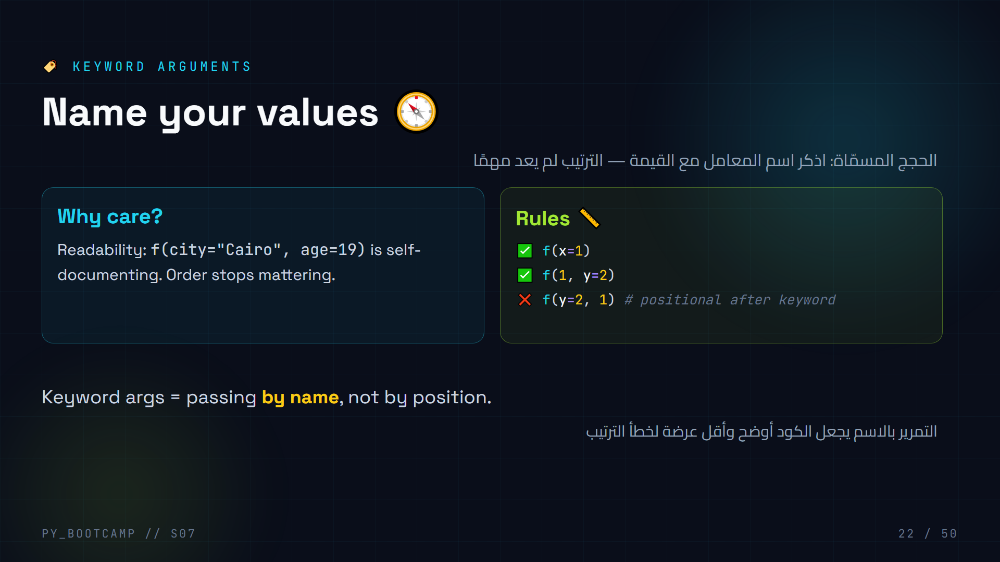 KEYWORD ARGUMENTS
Name your values
الحجج المسمّاة: اذكر اسم المعامل مع القيمة — الترتيب لم يعد مهمًا
Why care?
Readability: f(city="Cairo", age=19) is self-
documenting. Order stops mattering.
Rules
✅ f(x=1)
✅ f(1, y=2)
❌ f(y=2, 1) # positional after keyword
Keyword args = passing by name, not by position.
التمرير بالاسم يجعل الكود أوضح وأقل عرضة لخطأ الترتيب
PY_BOOTCAMP // S07
22 / 50